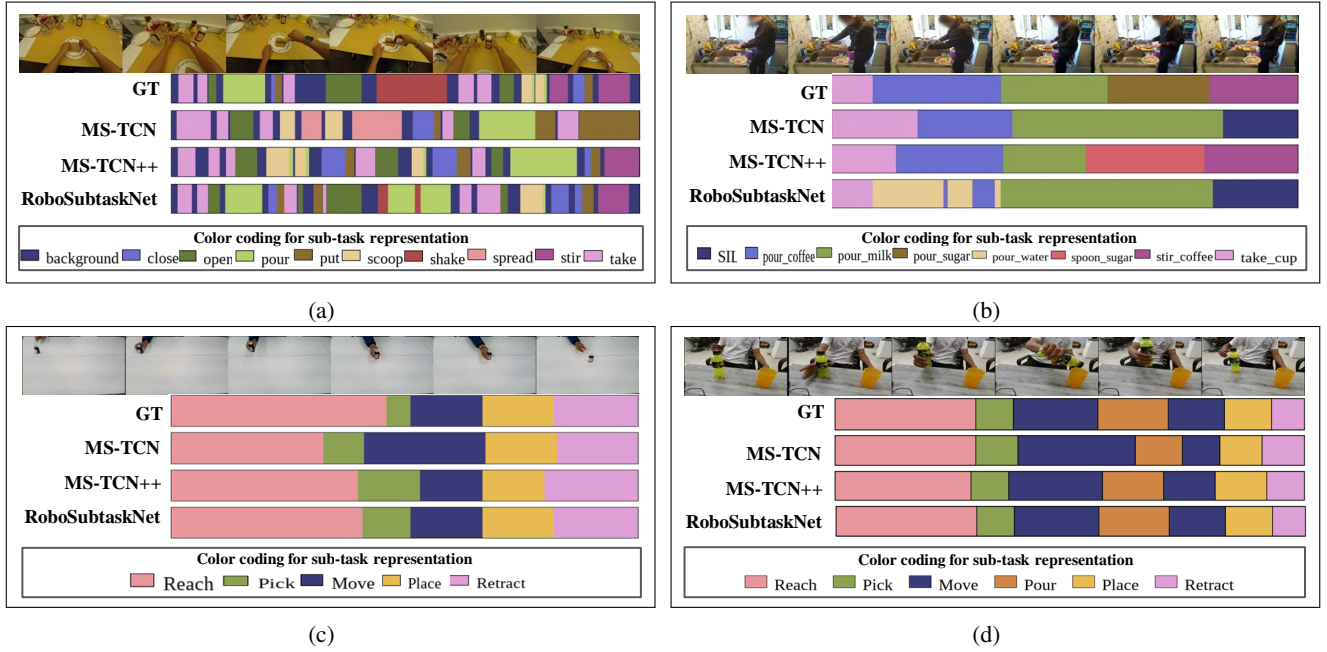 GT
MS-TCN
MS-TCN++
RoboSubtaskNet
Color coding for sub-task representation
background close open pour put scoop shake spread stir take
(a)
GT
MS-TCN
MS-TCN++
RoboSubtaskNet
Color coding for sub-task representation
SIL pour_coffee pour_milk pour_sugar pour_water spoon_sugar stir_coffee take_cup
(b)
GT
MS-TCN
MS-TCN++
RoboSubtaskNet
Color coding for sub-task representation
Reach Pick Move Place Retract
(c)
GT
MS-TCN
MS-TCN++
RoboSubtaskNet
Color coding for sub-task representation
Reach Pick Move Pour Place Retract
(d)